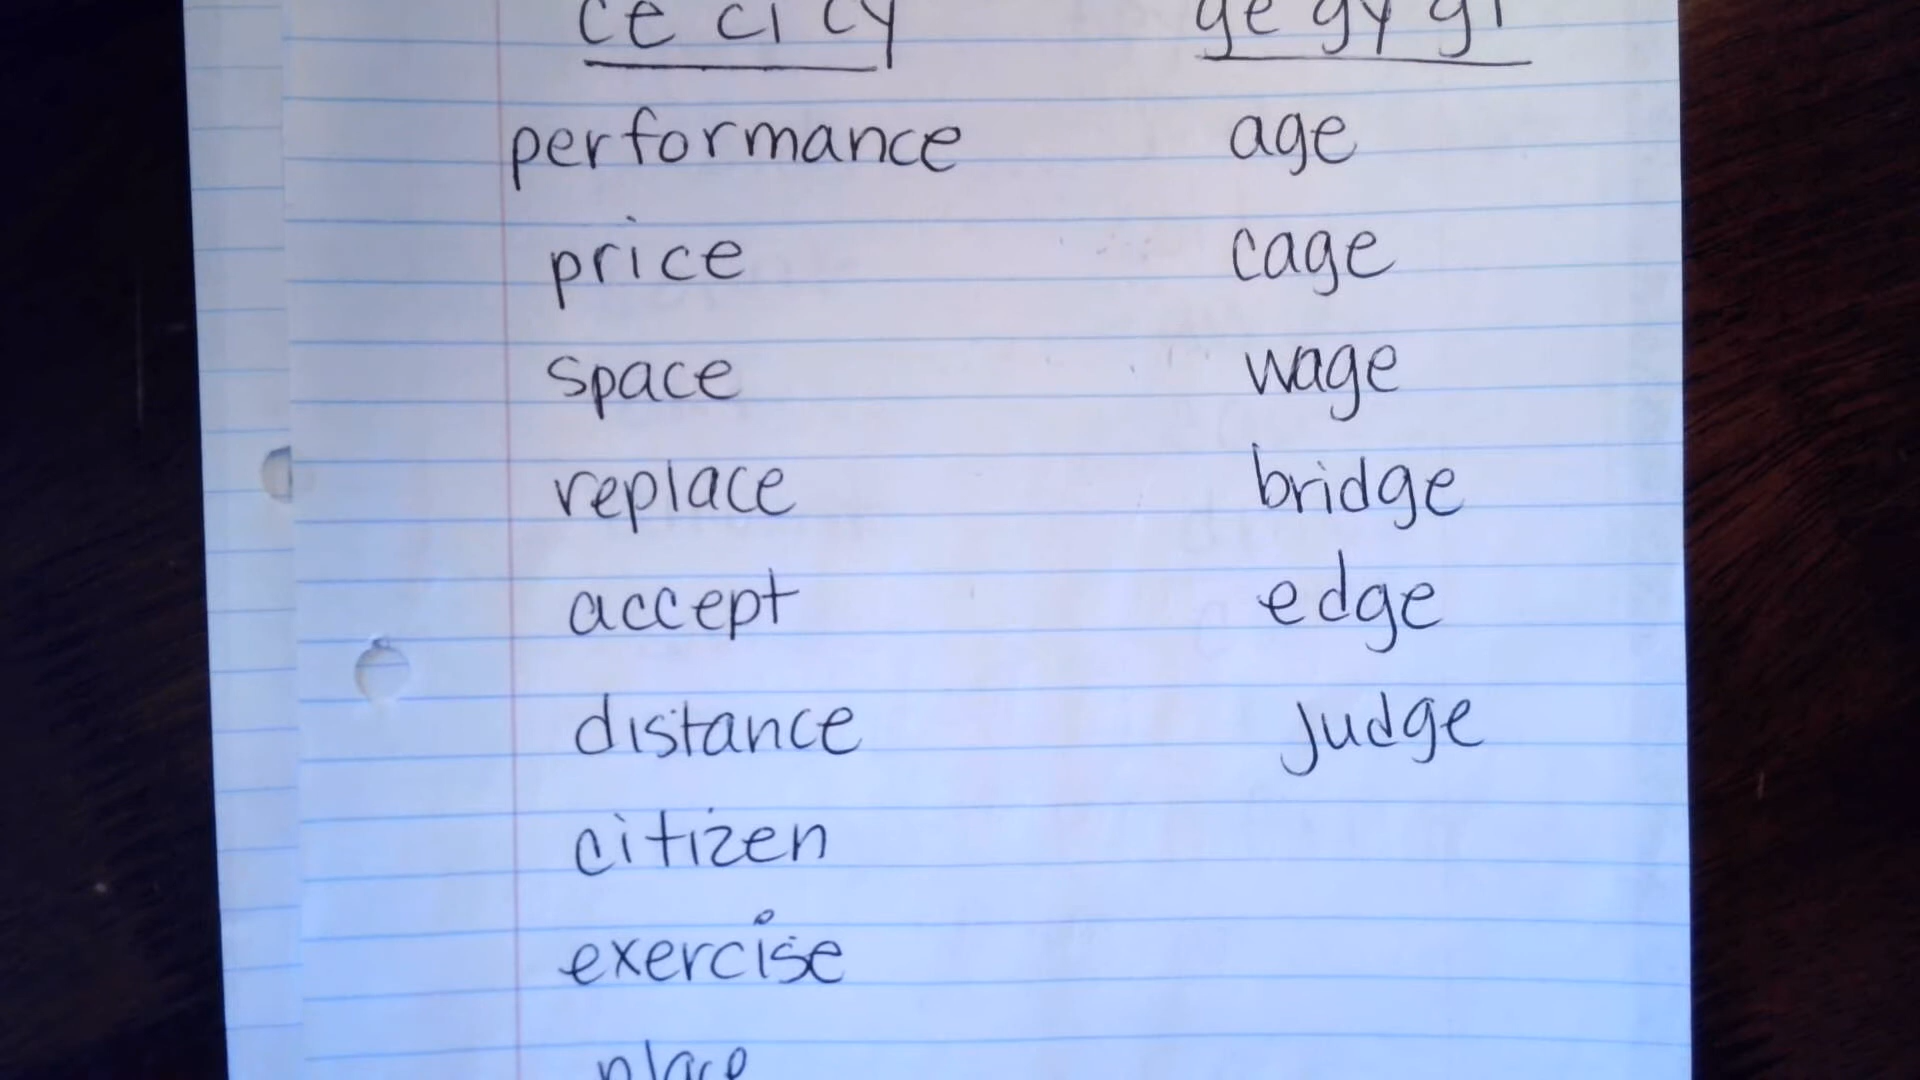 ce ci cy ge gy gi
performance age
price cage
space wage
replace bridge
accept edge
distance judge
citizen
exercise
place